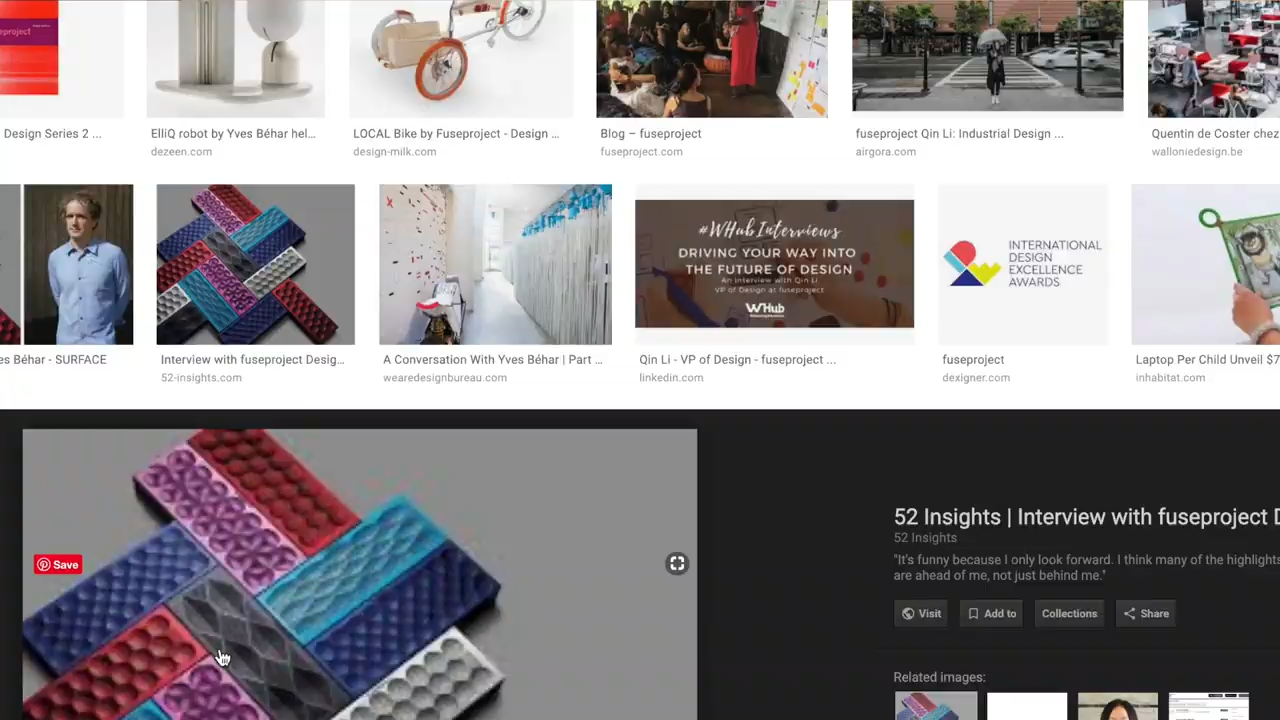 eproject
Design Series 2 ...
ElliQ robot by Yves Béhar hel...
dezeen.com
LOCAL Bike by Fuseproject - Design ...
design-milk.com
Blog – fuseproject
fuseproject.com
fuseproject Qin Li: Industrial Design ...
airgora.com
Quentin de Coster chez
walloniedesign.be
#WHubInterviews
DRIVING YOUR WAY INTO
THE FUTURE OF DESIGN
An interview with Qin Li
VP of Design at fuseproject
WHub
INTERNATIONAL
DESIGN
EXCELLENCE
AWARDS
es Béhar - SURFACE
Interview with fuseproject Desig...
52-insights.com
A Conversation With Yves Béhar | Part ...
wearedesignbureau.com
Qin Li - VP of Design - fuseproject ...
linkedin.com
fuseproject
dexigner.com
Laptop Per Child Unveil $7
inhabitat.com
Save
52 Insights | Interview with fuseproject D
52 Insights
"It's funny because I only look forward. I think many of the highlights
are ahead of me, not just behind me."
Visit
Add to
Collections
Share
Related images: